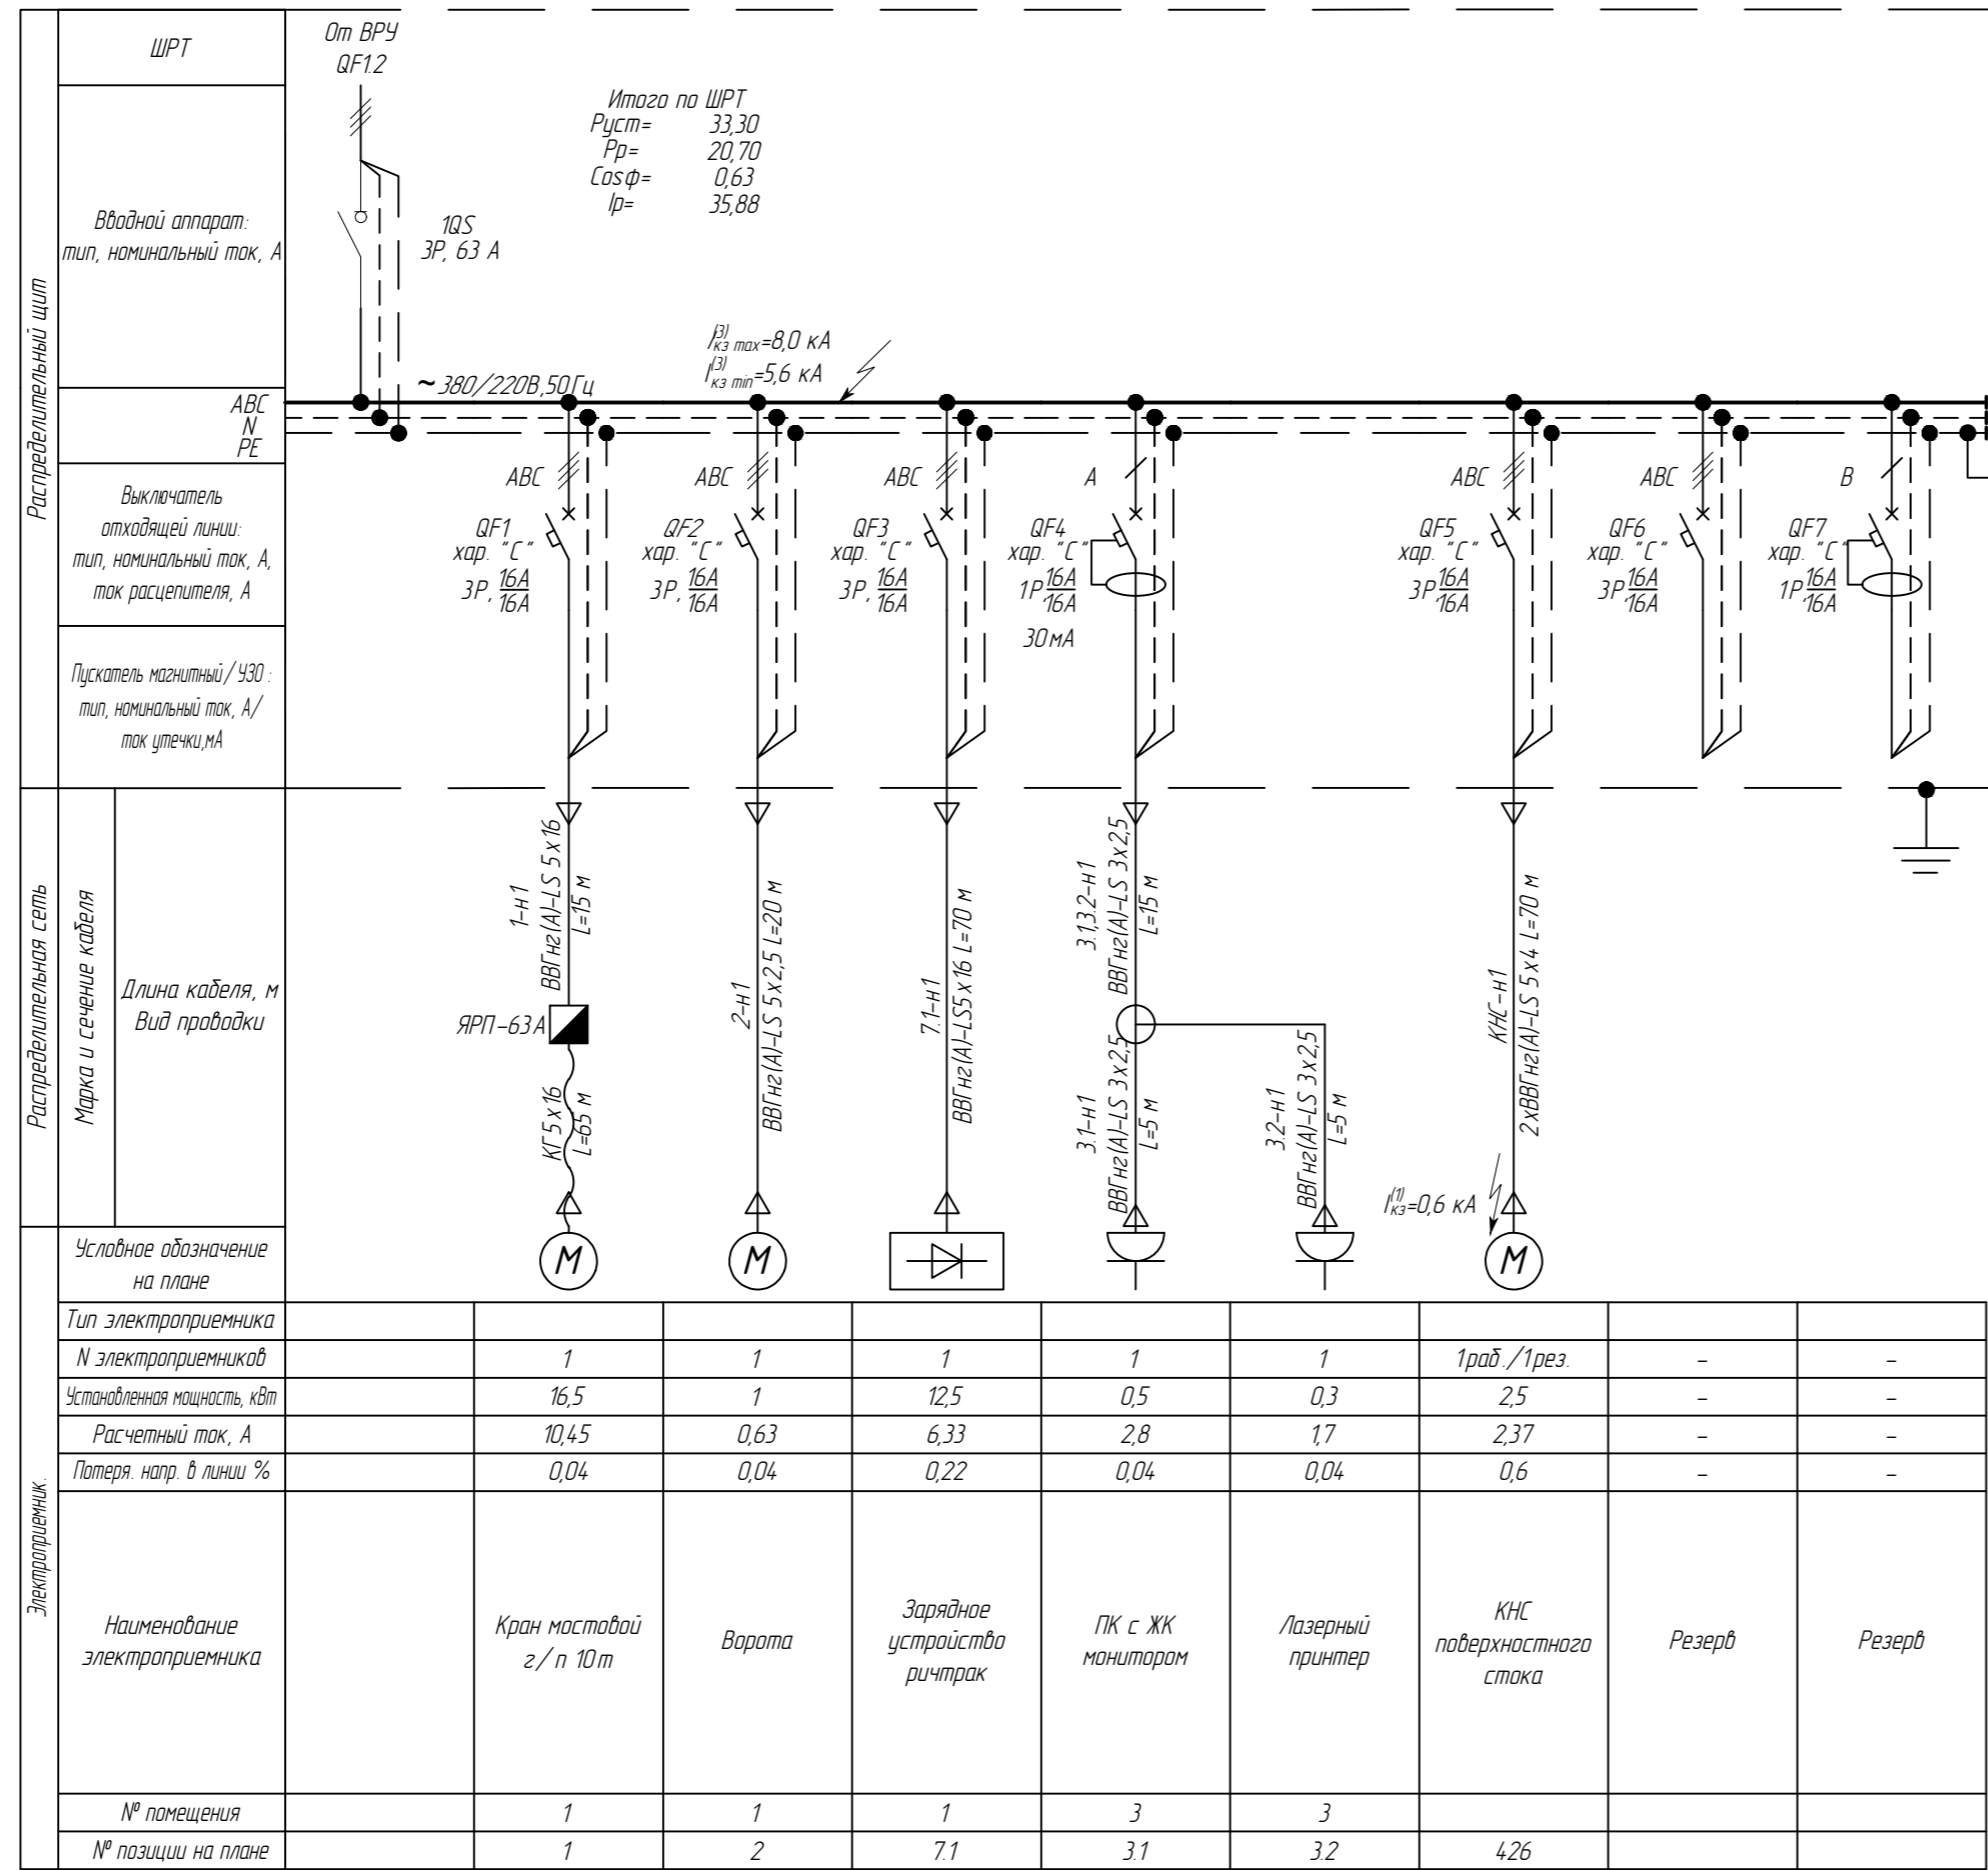 ШРТ
От ВРУ
QF1.2
Итого по ШРТ
Руст= 33,30
Рр= 20,70
Cosφ= 0,63
Iр= 35,88
Распределительный щит
Вводной аппарат:
тип, номинальный ток, А
1QS
3Р, 63 А
I(3)кз max=8,0 кА
I(3)кз min=5,6 кА
~380/220В,50Гц
ABC
N
PE
Выключатель
отходящей линии:
тип, номинальный ток, А,
ток расцепителя, А
ABC
QF1
хар. "С"
3Р, 16А/16А
ABC
QF2
хар. "С"
3Р, 16А/16А
ABC
QF3
хар. "С"
3Р, 16А/16А
A
QF4
хар. "С"
1Р, 16А/16А
30мА
ABC
QF5
хар. "С"
3Р, 16А/16А
ABC
QF6
хар. "С"
3Р, 16А/16А
B
QF7
хар. "С"
1Р, 16А/16А
Пускатель магнитный/УЗО :
тип, номинальный ток, А/
ток утечки,мА
Распределительная сеть
Марка и сечение кабеля
Длина кабеля, м
Вид проводки
1-н1
ВВГнг(А)-LS 5х16
L=15 м
ЯРП-63А
КГ 5х16
L=65 м
2-н1
ВВГнг(А)-LS 5х2,5 L=20 м
7.1-н1
ВВГнг(А)-LS5х16 L=70 м
3.1,3.2-н1
ВВГнг(А)-LS 3х2,5
L=15 м
3.1-н1
ВВГнг(А)-LS 3х2,5
L=5 м
3.2-н1
ВВГнг(А)-LS 3х2,5
L=5 м
КНС-н1
2хВВГнг(А)-LS 5х4 L=70 м
I(1)кз=0,6 кА
Электроприемник.
Условное обозначение
на плане
М
М
М
Тип электроприемника
N электроприемников 1 1 1 1 1 1раб./1рез. - -
Установленная мощность, кВт 16,5 1 12,5 0,5 0,3 2,5 - -
Расчетный ток, А 10,45 0,63 6,33 2,8 1,7 2,37 - -
Потеря. напр. в линии % 0,04 0,04 0,22 0,04 0,04 0,6 - -
Наименование
электроприемника
Кран мостовой
г/п 10т
Ворота
Зарядное
устройство
ричтрак
ПК с ЖК
монитором
Лазерный
принтер
КНС
поверхностного
стока
Резерв
Резерв
№ помещения 1 1 1 3 3
№ позиции на плане 1 2 7.1 3.1 3.2 426